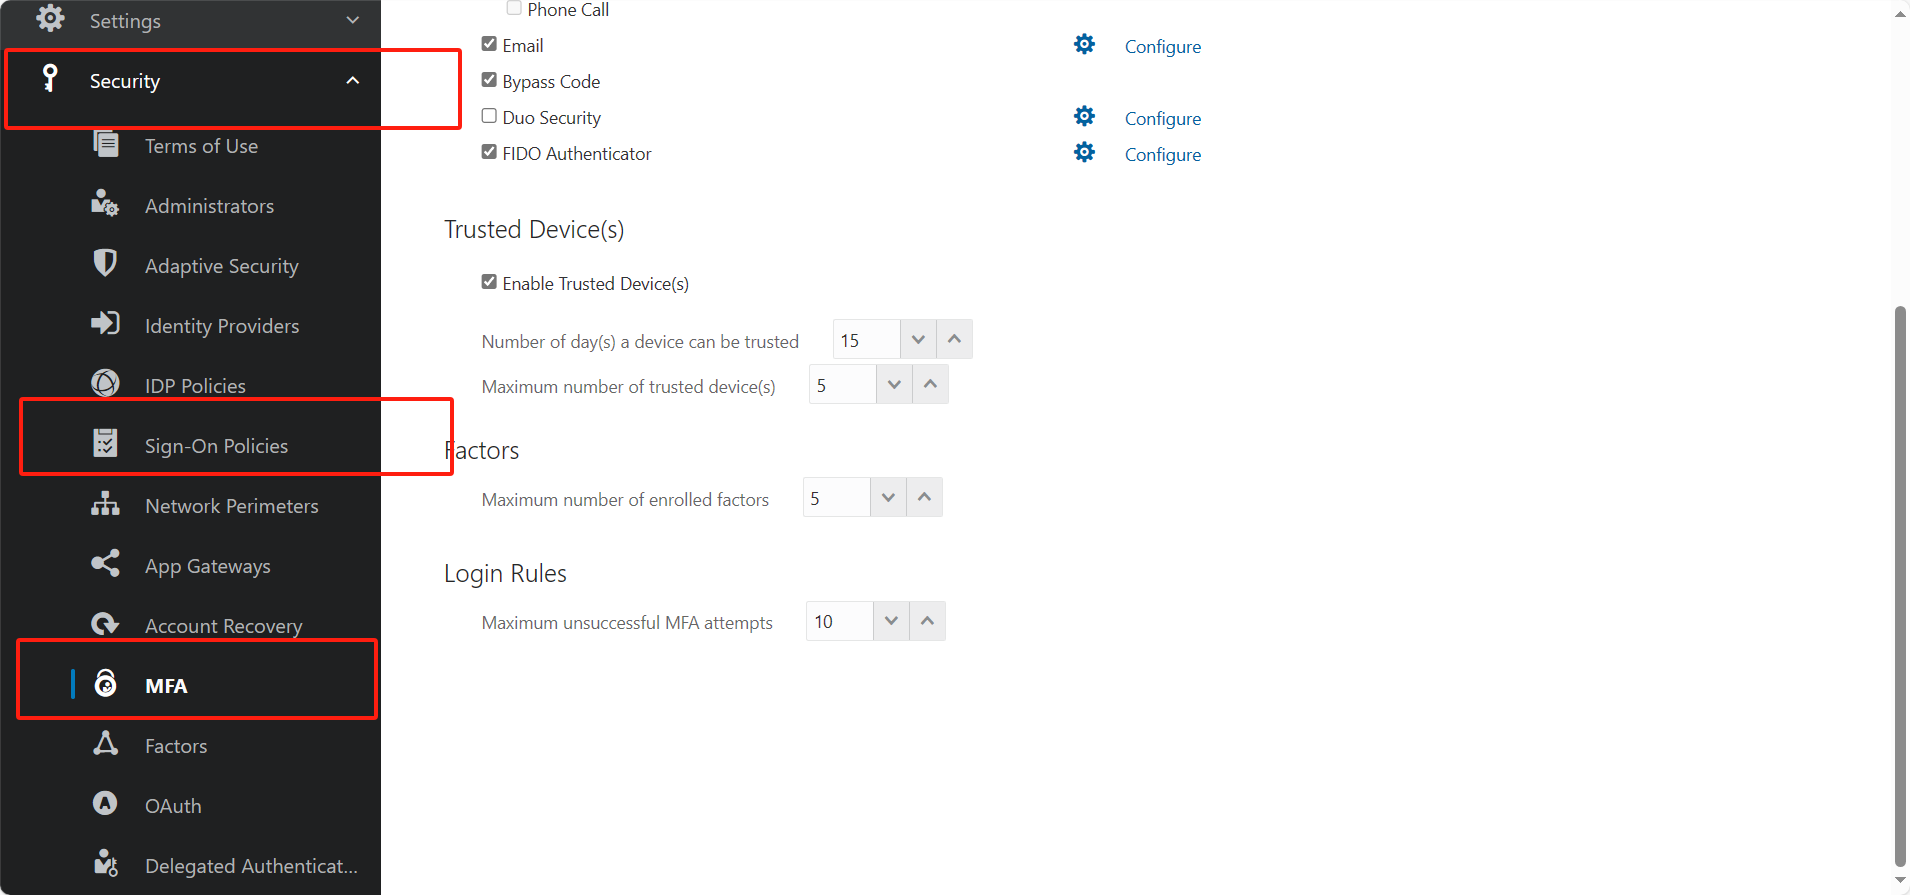 Settings
Security
Terms of Use
Administrators
Adaptive Security
Identity Providers
IDP Policies
Sign-On Policies
Network Perimeters
App Gateways
Account Recovery
MFA
Factors
OAuth
Delegated Authenticat...
Phone Call
Email Configure
Bypass Code
Duo Security Configure
FIDO Authenticator Configure
Trusted Device(s)
Enable Trusted Device(s)
Number of day(s) a device can be trusted 15
Maximum number of trusted device(s) 5
Factors
Maximum number of enrolled factors 5
Login Rules
Maximum unsuccessful MFA attempts 10